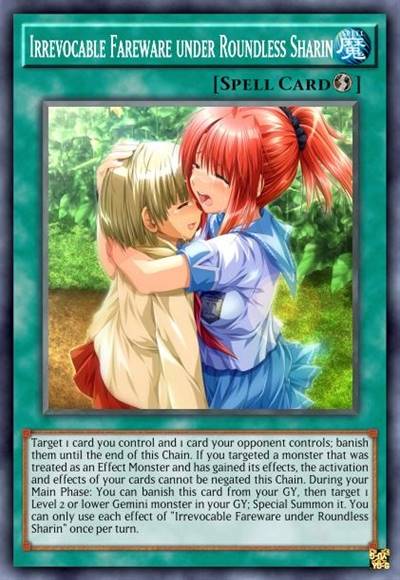 Irrevocable Fareware under Roundless Sharin
SPELL
魔
[Spell Card]
Target 1 card you control and 1 card your opponent controls; banish
them until the end of this Chain. If you targeted a monster that was
treated as an Effect Monster and has gained its effects, the activation
and effects of your cards cannot be negated this Chain. During your
Main Phase: You can banish this card from your GY, then target 1
Level 2 or lower Gemini monster in your GY; Special Summon it. You
can only use each effect of "Irrevocable Fareware under Roundless
Sharin" once per turn.